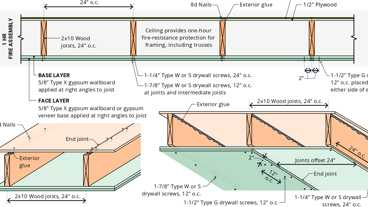 24" o.c.
8d Nails
Exterior glue
1/2" Plywood
1 HR
FIRE ASSEMBLY
2x10 Wood
joists, 24" o.c.
Ceiling provides one-hour
fire-resistance protection for
framing, including trusses
2"
BASE LAYER
5/8" Type X gypsum wallboard
applied at right angles to joist
FACE LAYER
5/8" Type X gypsum wallboard or gypsum
veneer base applied at right angles to joist
1-1/4" Type W or S drywall screws, 24" o.c.
1-7/8" Type W or S drywall screws, 12" o.c.
at joints and intermediate joists
1-1/2" Type G
o.c. placed
either side of
Nails
End joint
Exterior
glue
2x10 Wood joists, 24" o.c.
Exterior glue
2x10 Wood joists, 24" o.c.
24" o.c.
2"
12"
o.c.
Joints offset 24"
End joint
1-7/8" Type W or S
drywall screws, 12" o.c.
1-1/2" Type G drywall screws, 12" o.c.
1-1/4" Type W or S drywall
screws, 24" o.c.